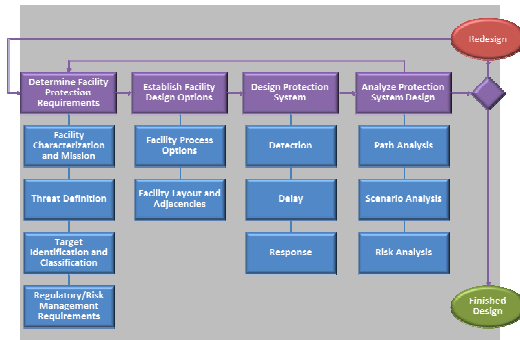 Redesign
Determine Facility
Protection
Requirements
Establish Facility
Design Options
Design Protection
System
Analyze Protection
System Design
Facility
Characterization
and Mission
Facility Process
Options
Detection
Path Analysis
Threat Definition
Facility Layout and
Adjacencies
Delay
Scenario Analysis
Target
Identification and
Classification
Response
Risk Analysis
Regulatory/Risk
Management
Requirements
Finished
Design